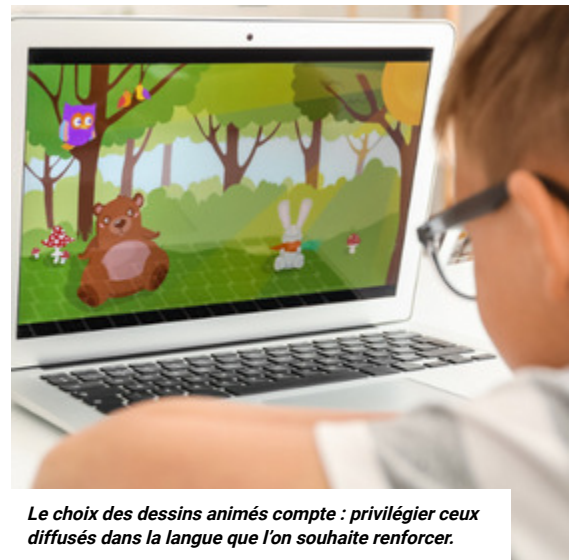 Le choix des dessins animés compte : privilégier ceux
diffusés dans la langue que l’on souhaite renforcer.